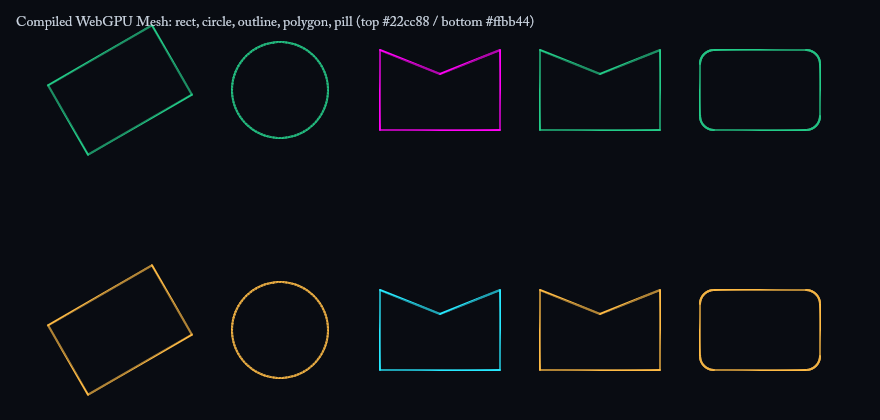 Compiled WebGPU Mesh: rect, circle, outline, polygon, pill (top #22cc88 / bottom #ffbb44)